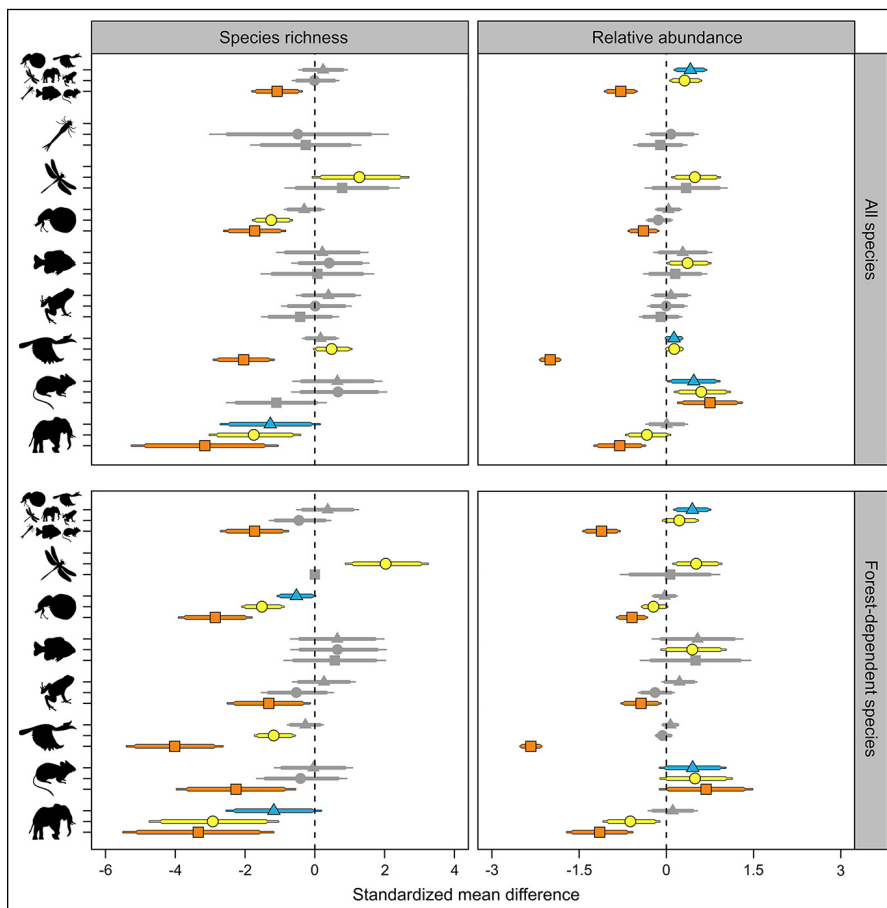 Species richness
Relative abundance
All species
Forest-dependent species
-6 -4 -2 0 2 4
-3 -1.5 0 1.5 3
Standardized mean difference